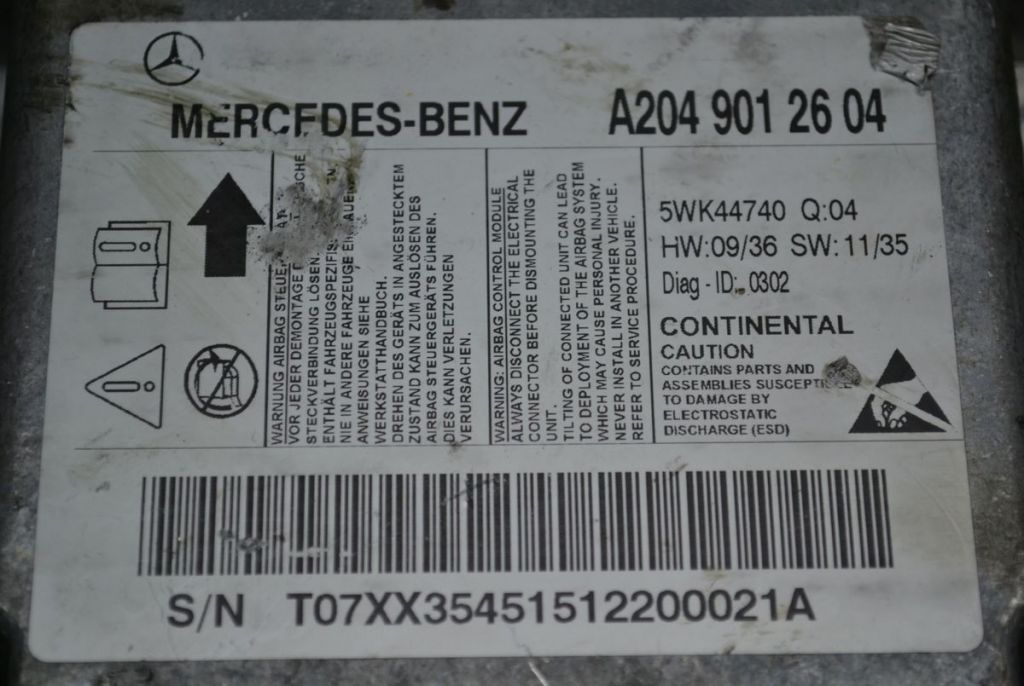 MERCEDES-BENZ
A204 901 26 04
WARNUNG AIRBAG
VOR JEDER DEMONTAGE
STECKVERBINDUNG LÖSEN.
ENTHÄLT
NIE IN ANDERE FAHRZEUGE
ANWEISUNGEN SIEHE
WERKSTATTHANDBUCH.
DREHEN DES GERÄTS IN ANGESTECKTEM
ZUSTAND KANN ZUM AUSLÖSEN DES
AIRBAG STEUERGERÄTS FÜHREN.
DIES KANN VERLETZUNGEN
VERURSACHEN.
WARNING: AIRBAG CONTROL MODULE
ALWAYS DISCONNECT THE ELECTRICAL
CONNECTOR BEFORE DISMOUNTING THE
UNIT.
TILTING OF CONNECTED UNIT CAN LEAD
TO DEPLOYMENT OF THE AIRBAG SYSTEM
WHICH MAY CAUSE PERSONAL INJURY.
NEVER INSTALL IN ANOTHER VEHICLE.
REFER TO SERVICE PROCEDURE.
5WK44740 Q:04
HW:09/36 SW:11/35
Diag-ID: 0302
CONTINENTAL
CAUTION
CONTAINS PARTS AND
ASSEMBLIES
TO DAMAGE BY
ELECTROSTATIC
DISCHARGE (ESD)
S/N T07XX35451512200021A